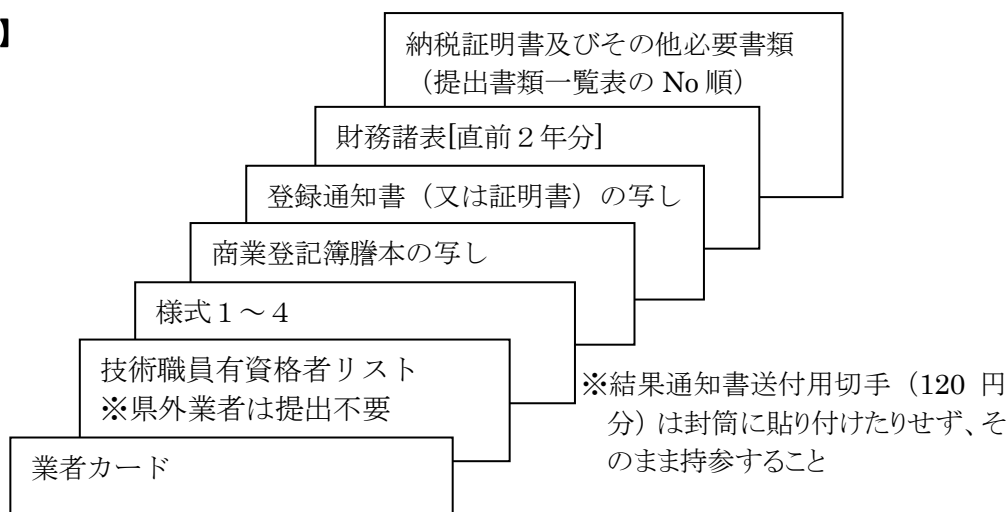 】
納税証明書及びその他必要書類
（提出書類一覧表の No 順）
財務諸表[直前２年分]
登録通知書（又は証明書）の写し
商業登記簿謄本の写し
様式１～４
技術職員有資格者リスト
※県外業者は提出不要
業者カード
※結果通知書送付用切手（120 円
分）は封筒に貼り付けたりせず、そ
のまま持参すること